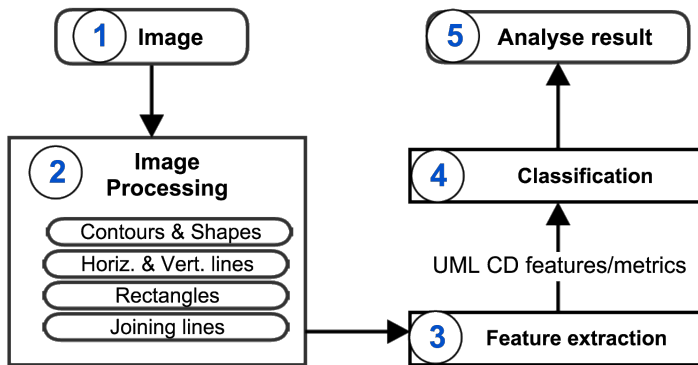 1 Image
2 Image
Processing
Contours & Shapes
Horiz. & Vert. lines
Rectangles
Joining lines
3 Feature extraction
UML CD features/metrics
4 Classification
5 Analyse result